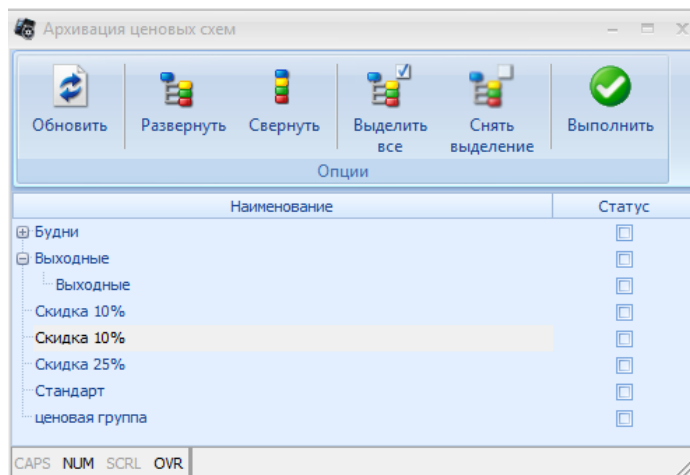 Архивация ценовых схем
Обновить
Развернуть
Свернуть
Выделить
все
Снять
выделение
Выполнить
Опции
Наименование Статус
Будни
Выходные
Выходные
Скидка 10%
Скидка 10%
Скидка 25%
Стандарт
ценовая группа
CAPS NUM SCRL OVR